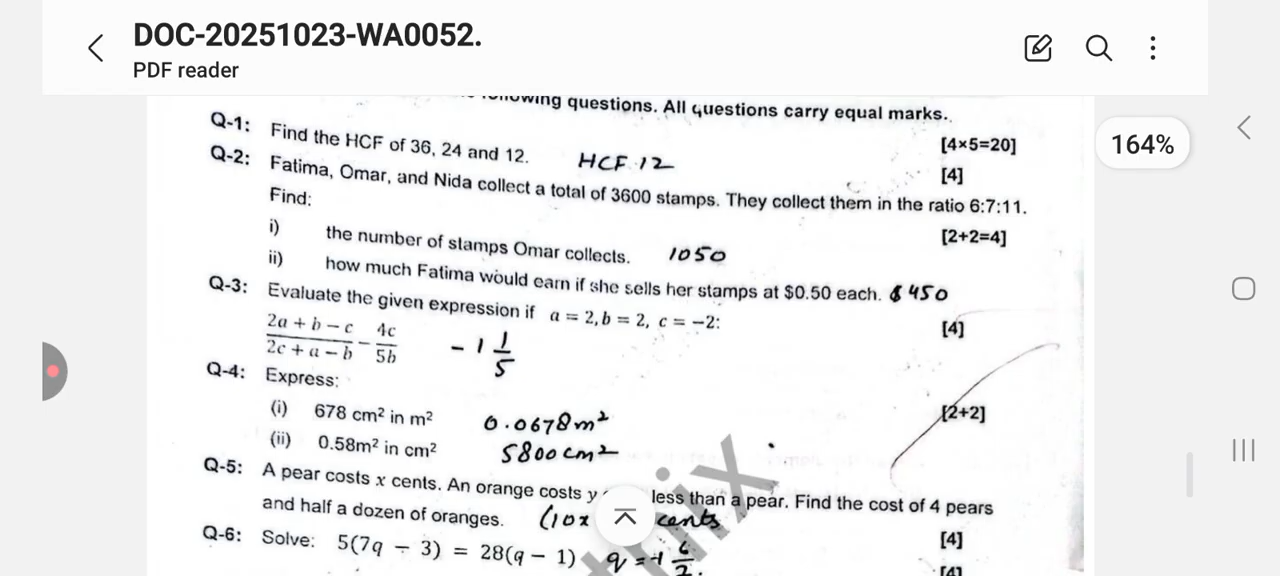 DOC-20251023-WA0052.
PDF reader
164%
following questions. All questions carry equal marks.
[4×5=20]
Q-1: Find the HCF of 36, 24 and 12. HCF 12
[4]
Q-2: Fatima, Omar, and Nida collect a total of 3600 stamps. They collect them in the ratio 6:7:11.
Find:
[2+2=4]
i) the number of stamps Omar collects. 1050
ii) how much Fatima would earn if she sells her stamps at $0.50 each. $450
Q-3: Evaluate the given expression if a = 2, b = 2, c = −2:
[4]
2a + b − c / 2c + a − b − 4c / 5b − 1 1/5
Q-4: Express:
[2+2]
(i) 678 cm² in m² 0.0678m²
(ii) 0.58m² in cm² 5800cm²
Q-5: A pear costs x cents. An orange costs y less than a pear. Find the cost of 4 pears
and half a dozen of oranges. (10x cents
[4]
Q-6: Solve: 5(7q − 3) = 28(q − 1)
[4]